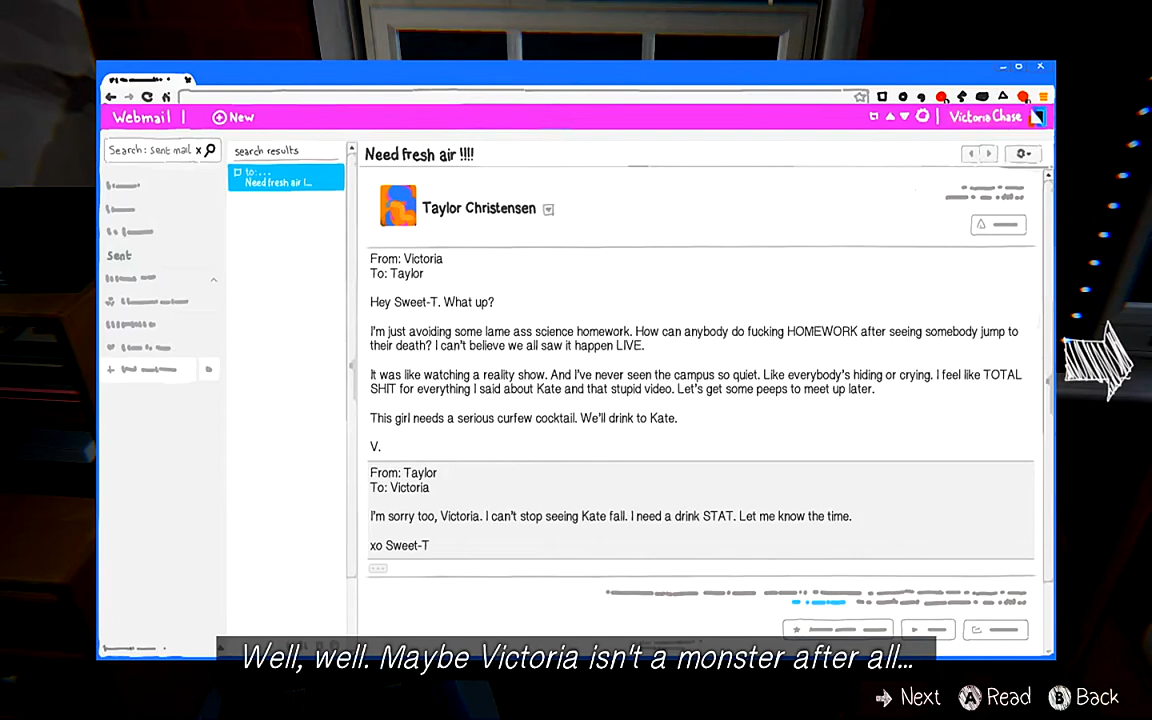 Webmail |
New
Victoria Chase
Search: sent mail x
search results
Need fresh air !!!!
to:...
Need fresh air !...
Taylor Christensen
Sent
From: Victoria
To: Taylor
Hey Sweet-T. What up?
I'm just avoiding some lame ass science homework. How can anybody do fucking HOMEWORK after seeing somebody jump to
their death? I can't believe we all saw it happen LIVE.
It was like watching a reality show. And I've never seen the campus so quiet. Like everybody's hiding or crying. I feel like TOTAL
SHIT for everything I said about Kate and that stupid video. Let's get some peeps to meet up later.
This girl needs a serious curfew cocktail. We'll drink to Kate.
V.
From: Taylor
To: Victoria
I'm sorry too, Victoria. I can't stop seeing Kate fall. I need a drink STAT. Let me know the time.
xo Sweet-T
Well, well. Maybe Victoria isn't a monster after all...
Next A Read B Back